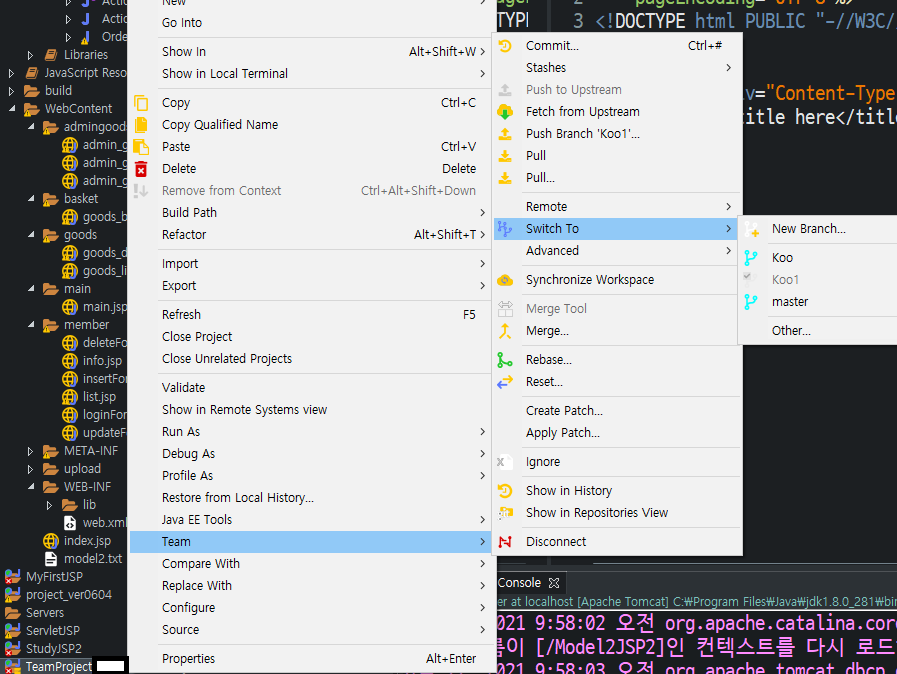 Actio
Actio
Orde
Libraries
JavaScript Reso
build
WebContent
admingood
admin_g
admin_g
admin_g
basket
goods_b
goods
goods_d
goods_li
main
main.jsp
member
deleteFo
info.jsp
insertFor
list.jsp
loginFor
updateF
META-INF
upload
WEB-INF
lib
web.xml
index.jsp
model2.txt
MyFirstJSP
project_ver0604
Servers
ServletJSP
StudyJSP2
TeamProject
New
Go Into
Show In Alt+Shift+W
Show in Local Terminal
Copy Ctrl+C
Copy Qualified Name
Paste Ctrl+V
Delete Delete
Remove from Context Ctrl+Alt+Shift+Down
Build Path
Refactor Alt+Shift+T
Import
Export
Refresh F5
Close Project
Close Unrelated Projects
Validate
Show in Remote Systems view
Run As
Debug As
Profile As
Restore from Local History...
Java EE Tools
Team
Compare With
Replace With
Configure
Source
Properties Alt+Enter
Commit... Ctrl+#
Stashes
Push to Upstream
Fetch from Upstream
Push Branch 'Koo1'...
Pull
Pull...
Remote
Switch To
Advanced
Synchronize Workspace
Merge Tool
Merge...
Rebase...
Reset...
Create Patch...
Apply Patch...
Ignore
Show in History
Show in Repositories View
Disconnect
New Branch...
Koo
Koo1
master
Other...
TYPE
3 <!DOCTYPE html PUBLIC "-//W3C/
v="Content-Type
title here</titl
Console
er at localhost [Apache Tomcat] C:₩Program Files₩Java₩jdk1.8.0_281₩bin
021 9:58:02 오전 org.apache.catalina.cor
름이 [/Model2JSP2]인 컨텍스트를 다시 로드
021 9:58:03 오전 org.apache.tomcat.dbcp.